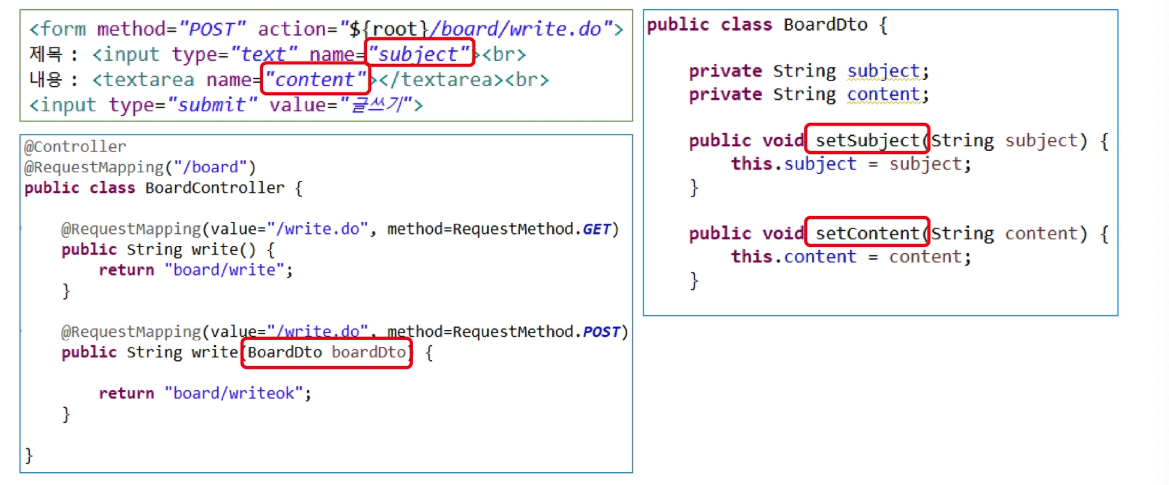 <form method="POST" action="${root}/board/write.do">
제목 : <input type="text" name="subject"><br>
내용 : <textarea name="content"></textarea><br>
<input type="submit" value="글쓰기">
@Controller
@RequestMapping("/board")
public class BoardController {
@RequestMapping(value="/write.do", method=RequestMethod.GET)
public String write() {
return "board/write";
}
@RequestMapping(value="/write.do", method=RequestMethod.POST)
public String write(BoardDto boardDto) {
return "board/writeok";
}
}
public class BoardDto {
private String subject;
private String content;
public void setSubject(String subject) {
this.subject = subject;
}
public void setContent(String content) {
this.content = content;
}